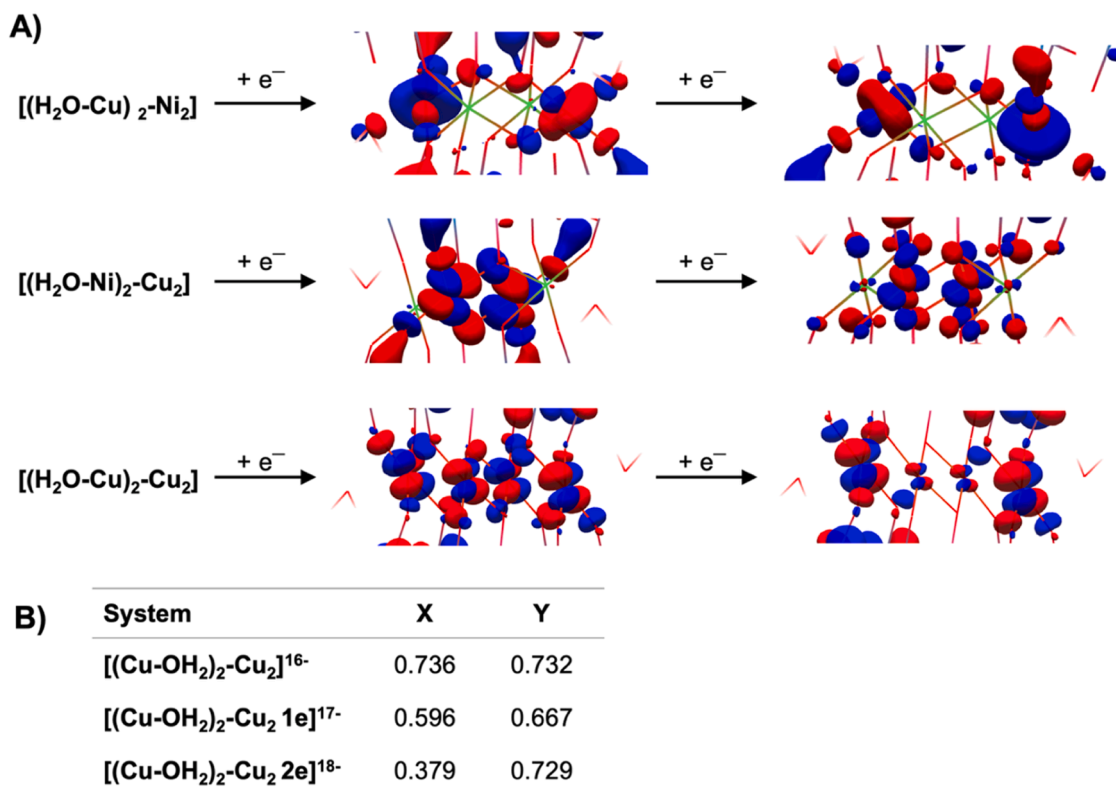 A)
[(H₂O-Cu) ₂-Ni₂] + e⁻ + e⁻
[(H₂O-Ni)₂-Cu₂] + e⁻ + e⁻
[(H₂O-Cu)₂-Cu₂] + e⁻ + e⁻
B) System X Y
[(Cu-OH₂)₂-Cu₂]¹⁶⁻ 0.736 0.732
[(Cu-OH₂)₂-Cu₂ 1e]¹⁷⁻ 0.596 0.667
[(Cu-OH₂)₂-Cu₂ 2e]¹⁸⁻ 0.379 0.729